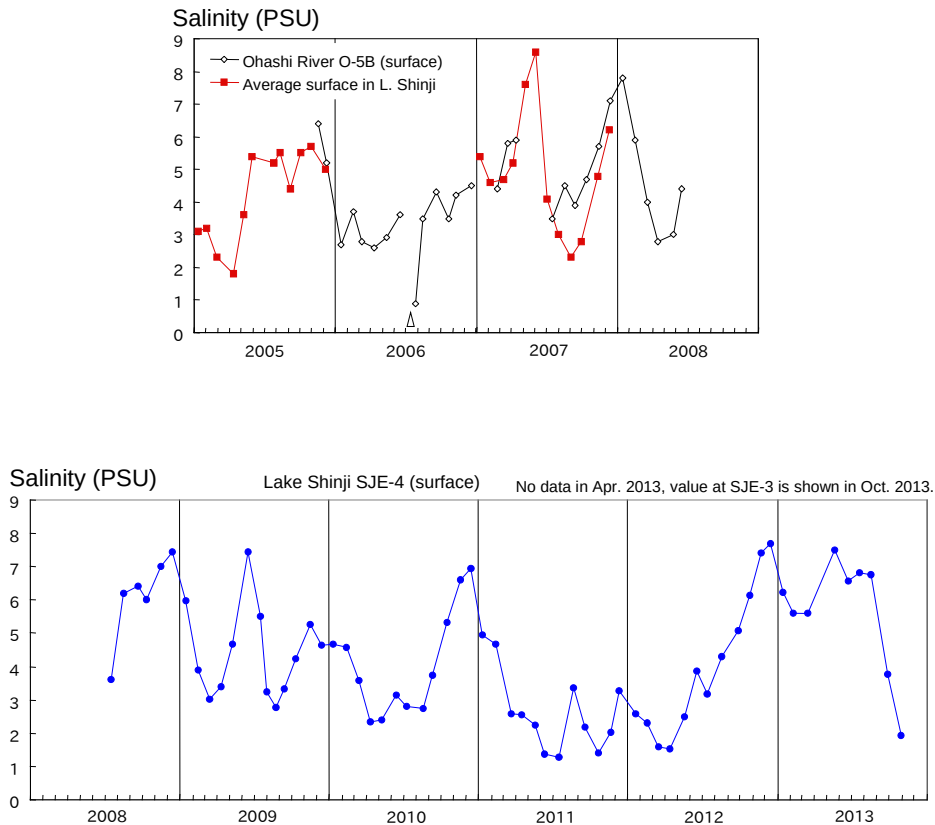 Salinity (PSU)
9
Ohashi River O-5B (surface)
8
Average surface in L. Shinji
7
6
5
4
3
2
1
0
2005 2006 2007 2008
Salinity (PSU)
Lake Shinji SJE-4 (surface) No data in Apr. 2013, value at SJE-3 is shown in Oct. 2013.
9
8
7
6
5
4
3
2
1
0
2008 2009 2010 2011 2012 2013